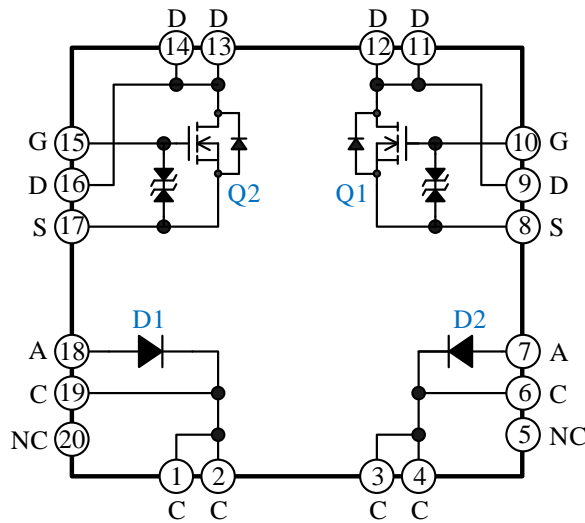 D D D D
14 13 12 11
G 15 10 G
D 16 9 D
Q2 Q1
S 17 8 S
D1 D2
A 18 7 A
C 19 6 C
NC 20 5 NC
1 2 3 4
C C C C